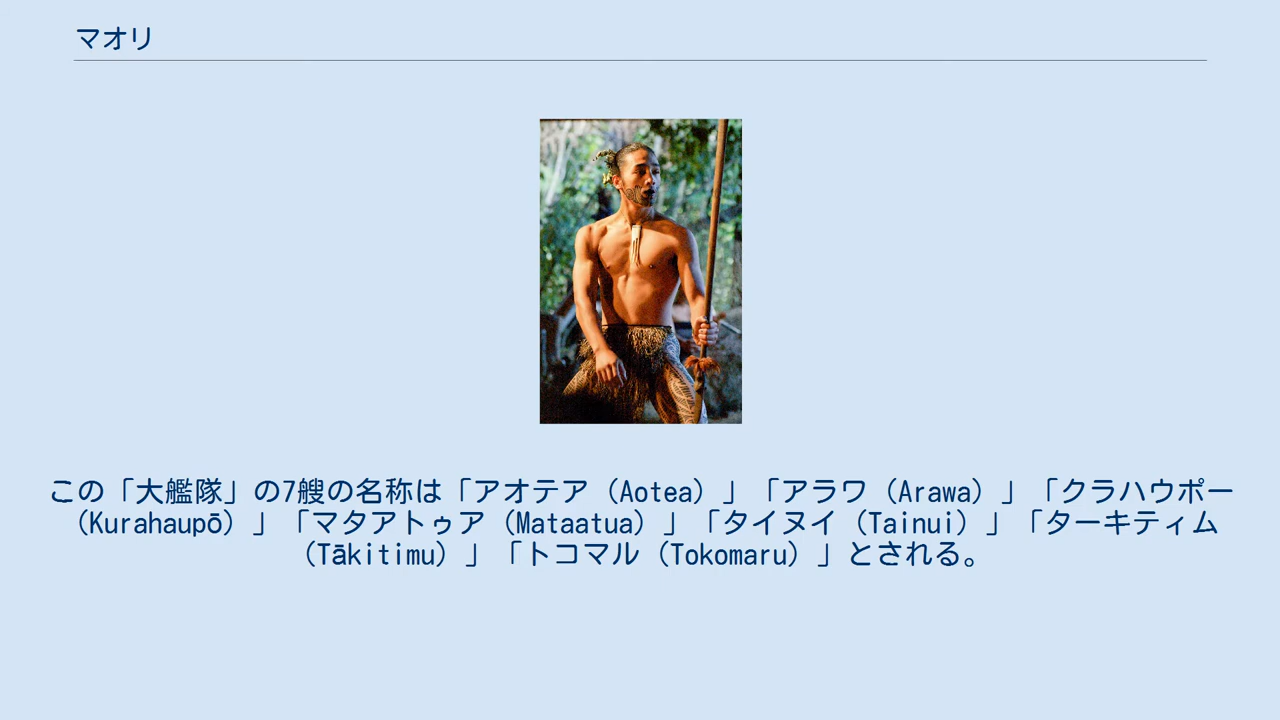 マオリ
この「大艦隊」の7艘の名称は「アオテア（Aotea）」「アラワ（Arawa）」「クラハウポー
（Kurahaupō）」「マタアトゥア（Mataatua）」「タイヌイ（Tainui）」「ターキティム
（Tākitimu）」「トコマル（Tokomaru）」とされる。